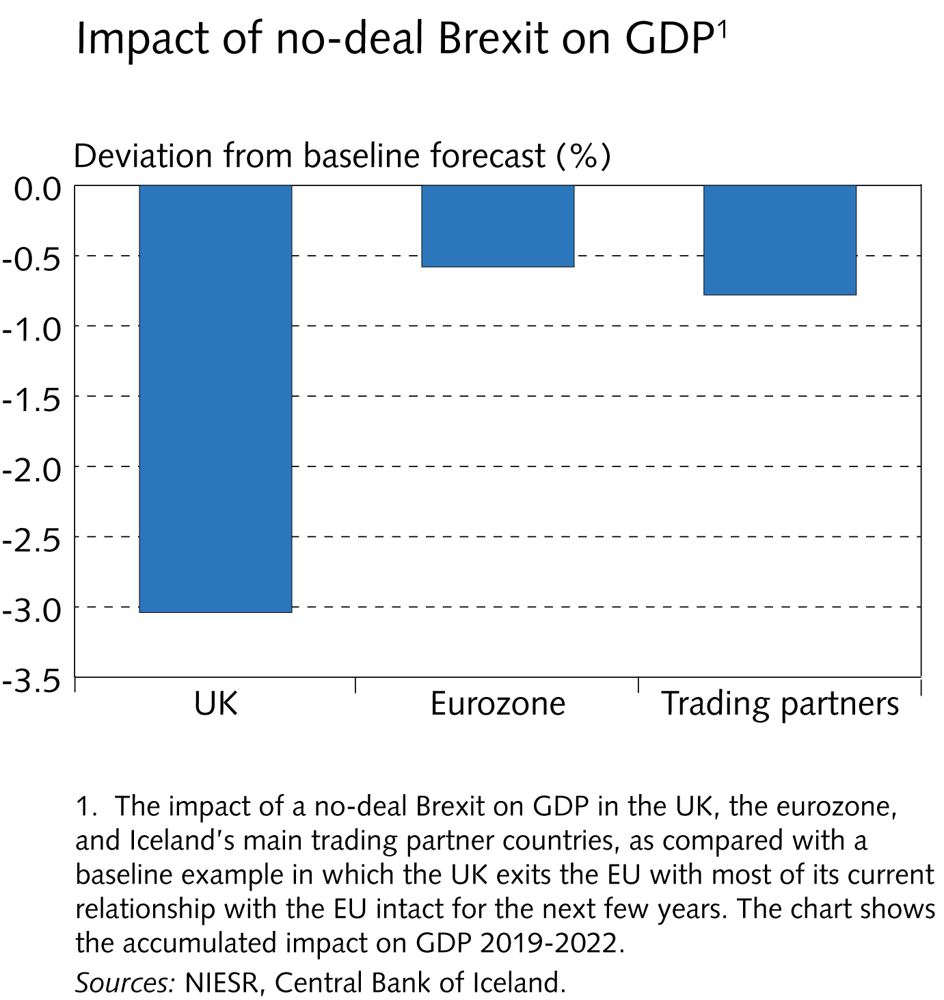 Impact of no-deal Brexit on GDP¹
Deviation from baseline forecast (%)
0.0
-0.5
-1.0
-1.5
-2.0
-2.5
-3.0
-3.5
UK Eurozone Trading partners
1. The impact of a no-deal Brexit on GDP in the UK, the eurozone,
and Iceland's main trading partner countries, as compared with a
baseline example in which the UK exits the EU with most of its current
relationship with the EU intact for the next few years. The chart shows
the accumulated impact on GDP 2019-2022.
Sources: NIESR, Central Bank of Iceland.